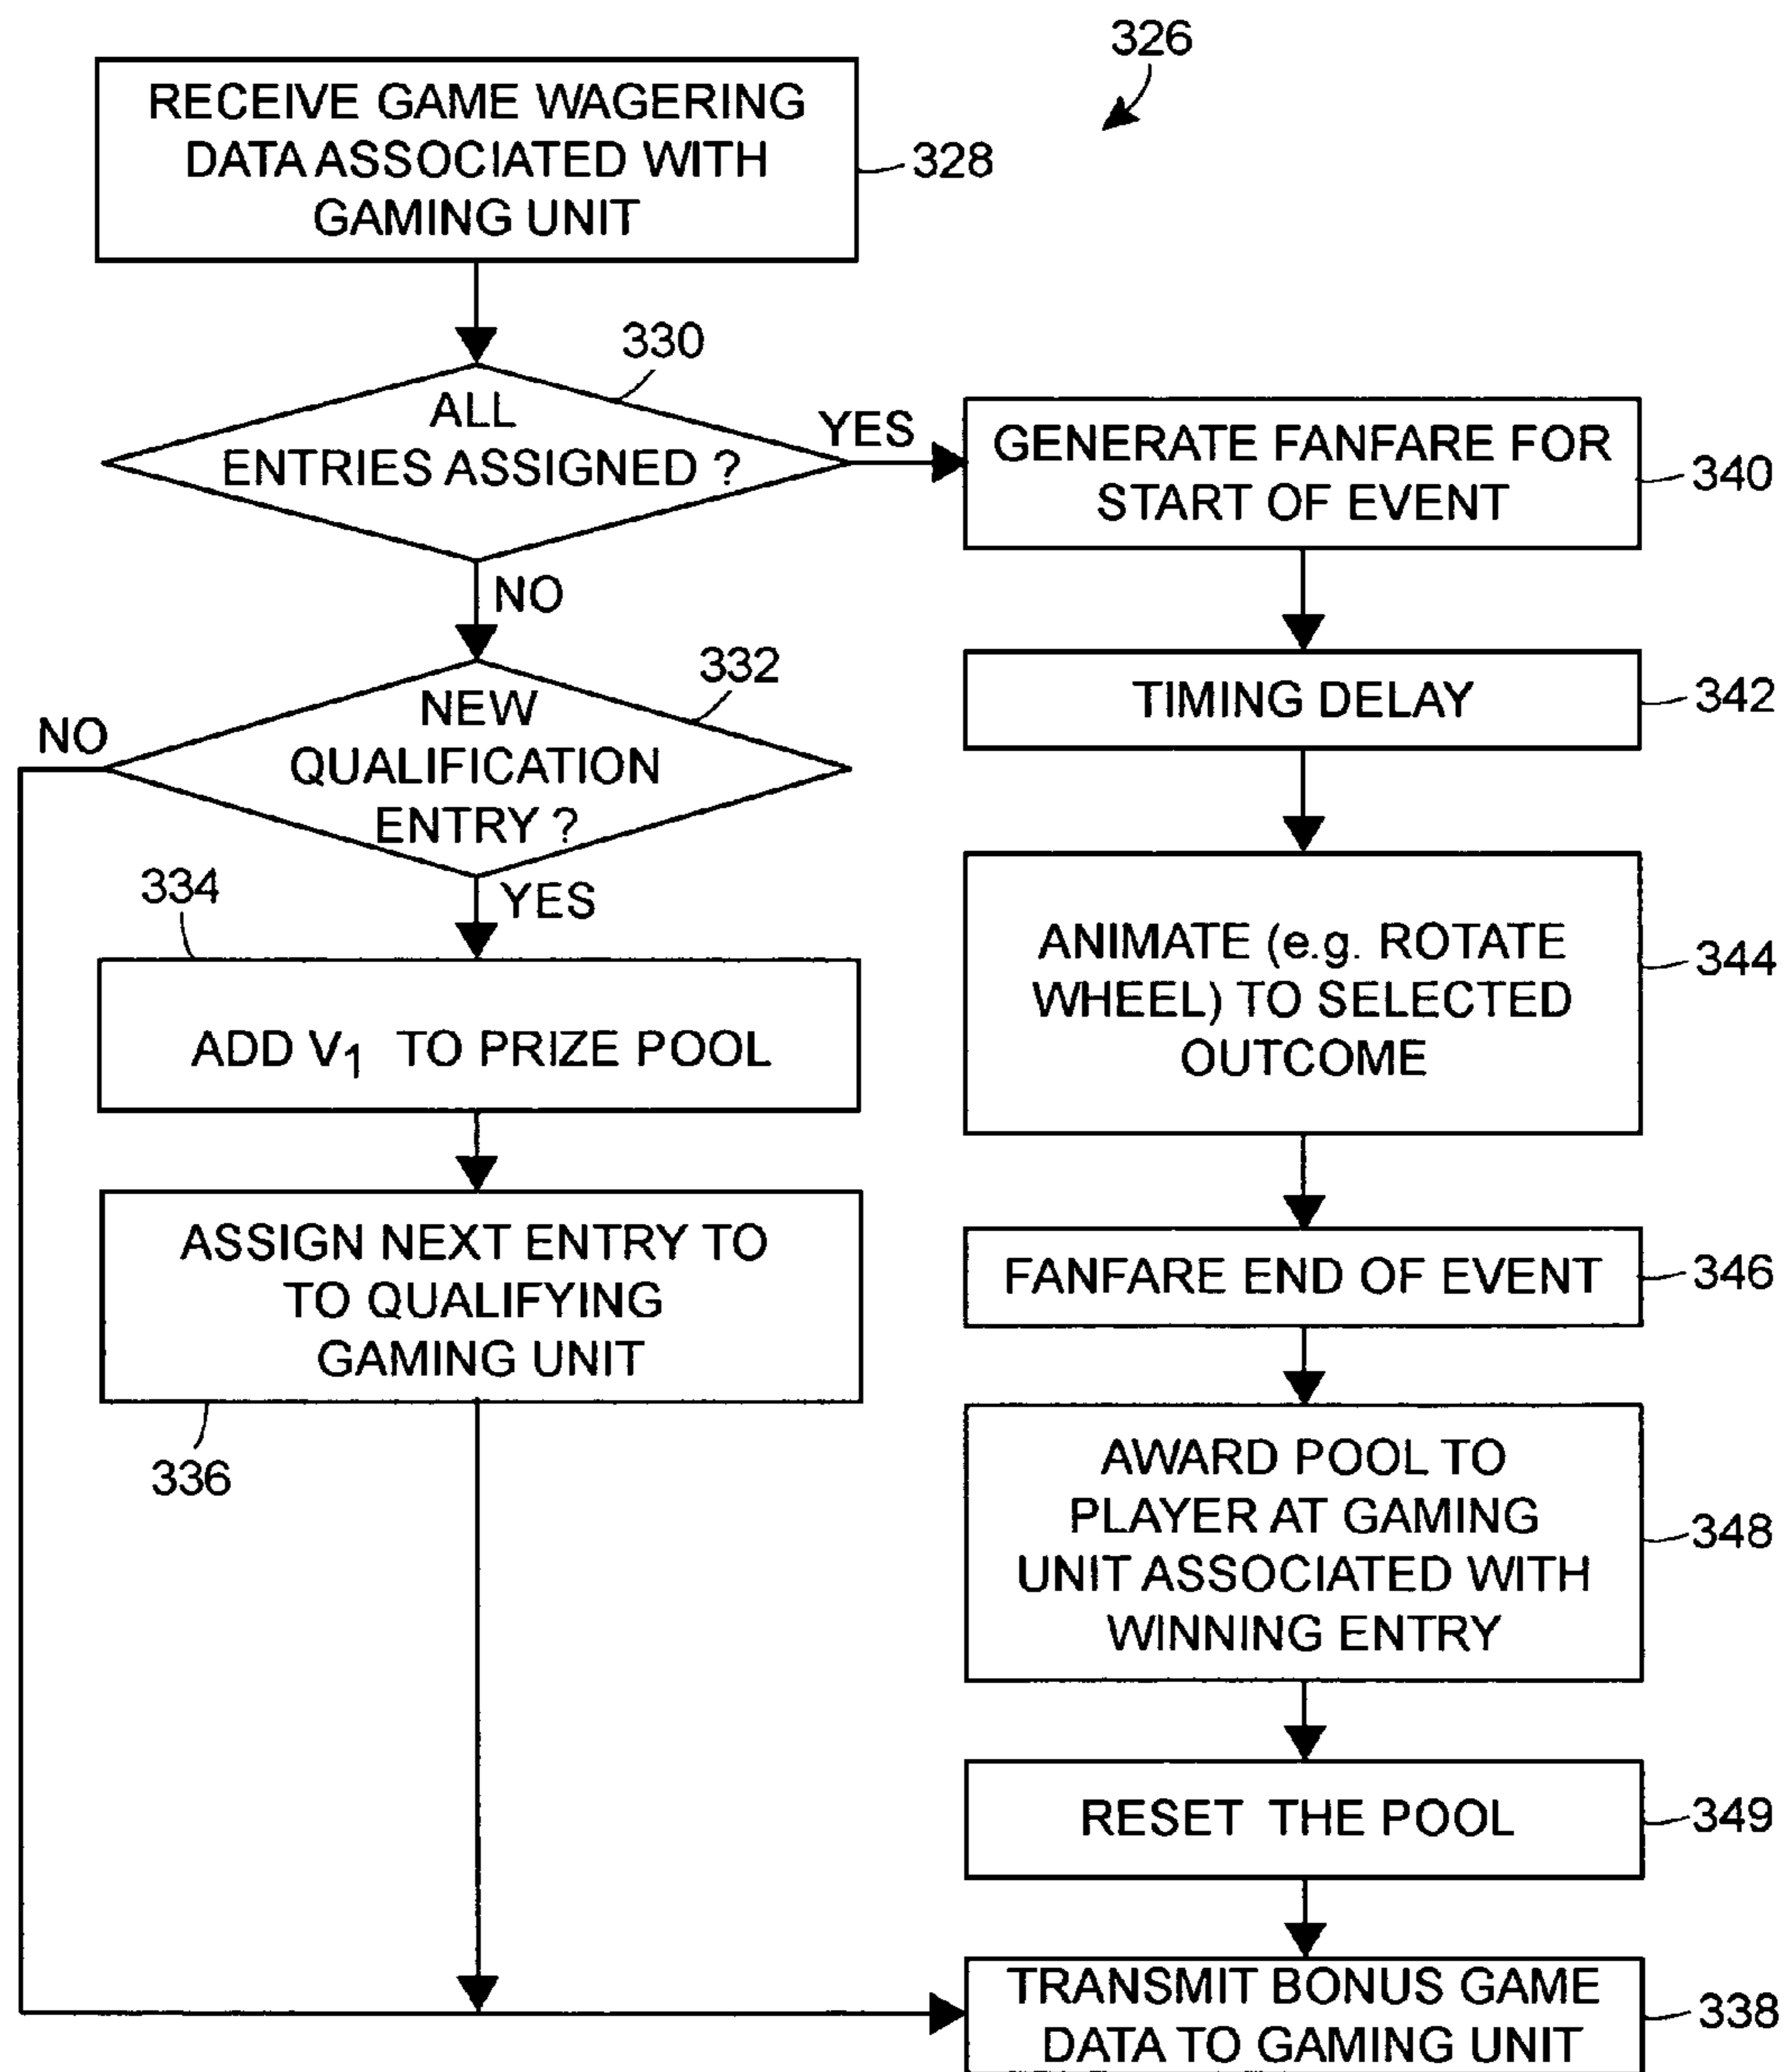 326
RECEIVE GAME WAGERING
DATA ASSOCIATED WITH
GAMING UNIT
328
330
ALL
ENTRIES ASSIGNED ?
YES
NO
332
NEW
QUALIFICATION
ENTRY ?
NO
YES
334
ADD V1 TO PRIZE POOL
ASSIGN NEXT ENTRY TO
TO QUALIFYING
GAMING UNIT
336
GENERATE FANFARE FOR
START OF EVENT
340
TIMING DELAY
342
ANIMATE (e.g. ROTATE
WHEEL) TO SELECTED
OUTCOME
344
FANFARE END OF EVENT
346
AWARD POOL TO
PLAYER AT GAMING
UNIT ASSOCIATED WITH
WINNING ENTRY
348
RESET THE POOL
349
TRANSMIT BONUS GAME
DATA TO GAMING UNIT
338